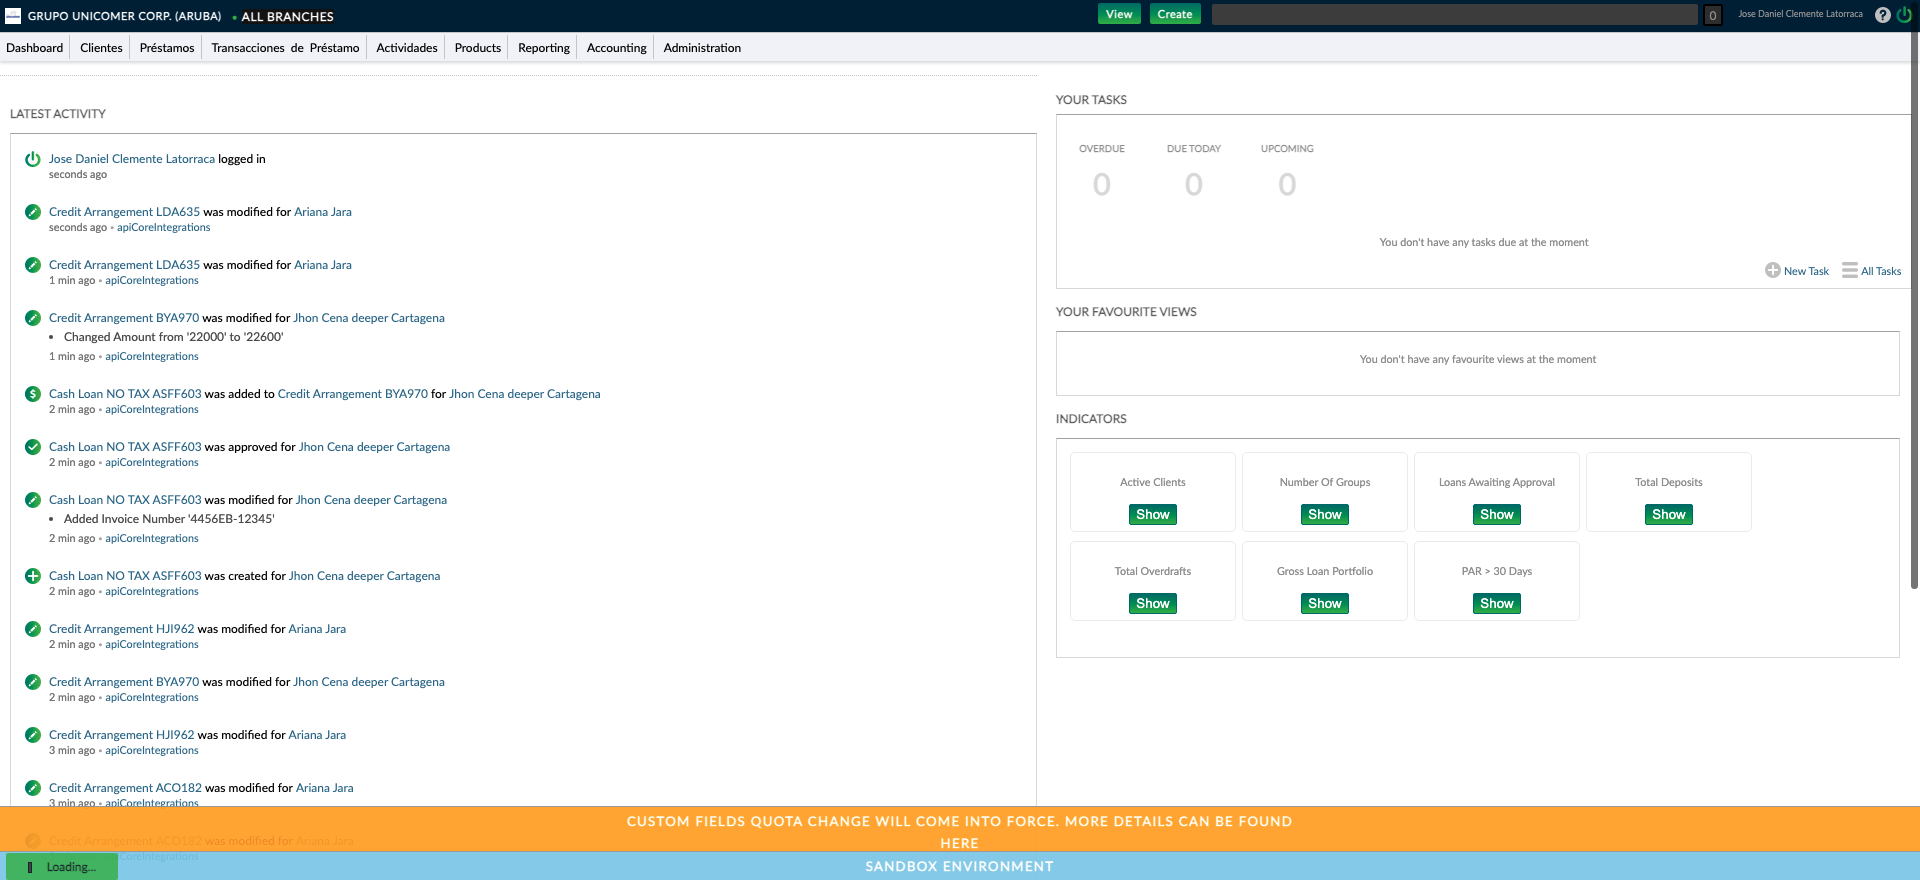 GRUPO UNICOMER CORP. (ARUBA) • ALL BRANCHES
View Create
0 Jose Daniel Clemente Latorraca ?
Dashboard Clientes Préstamos Transacciones de Préstamo Actividades Products Reporting Accounting Administration
LATEST ACTIVITY
Jose Daniel Clemente Latorraca logged in
seconds ago
Credit Arrangement LDA635 was modified for Ariana Jara
seconds ago • apiCoreIntegrations
Credit Arrangement LDA635 was modified for Ariana Jara
1 min ago • apiCoreIntegrations
Credit Arrangement BYA970 was modified for Jhon Cena deeper Cartagena
• Changed Amount from '22000' to '22600'
1 min ago • apiCoreIntegrations
Cash Loan NO TAX ASFF603 was added to Credit Arrangement BYA970 for Jhon Cena deeper Cartagena
2 min ago • apiCoreIntegrations
Cash Loan NO TAX ASFF603 was approved for Jhon Cena deeper Cartagena
2 min ago • apiCoreIntegrations
Cash Loan NO TAX ASFF603 was modified for Jhon Cena deeper Cartagena
• Added Invoice Number '4456EB-12345'
2 min ago • apiCoreIntegrations
Cash Loan NO TAX ASFF603 was created for Jhon Cena deeper Cartagena
2 min ago • apiCoreIntegrations
Credit Arrangement HJI962 was modified for Ariana Jara
2 min ago • apiCoreIntegrations
Credit Arrangement BYA970 was modified for Jhon Cena deeper Cartagena
2 min ago • apiCoreIntegrations
Credit Arrangement HJI962 was modified for Ariana Jara
3 min ago • apiCoreIntegrations
Credit Arrangement ACO182 was modified for Ariana Jara
3 min ago • apiCoreIntegrations
Credit Arrangement ACO182 was modified for Ariana Jara
apiCoreIntegrations
YOUR TASKS
OVERDUE DUE TODAY UPCOMING
0 0 0
You don't have any tasks due at the moment
New Task All Tasks
YOUR FAVOURITE VIEWS
You don't have any favourite views at the moment
INDICATORS
Active Clients Number Of Groups Loans Awaiting Approval Total Deposits
Show Show Show Show
Total Overdrafts Gross Loan Portfolio PAR > 30 Days
Show Show Show
CUSTOM FIELDS QUOTA CHANGE WILL COME INTO FORCE. MORE DETAILS CAN BE FOUND
HERE
SANDBOX ENVIRONMENT
Loading...